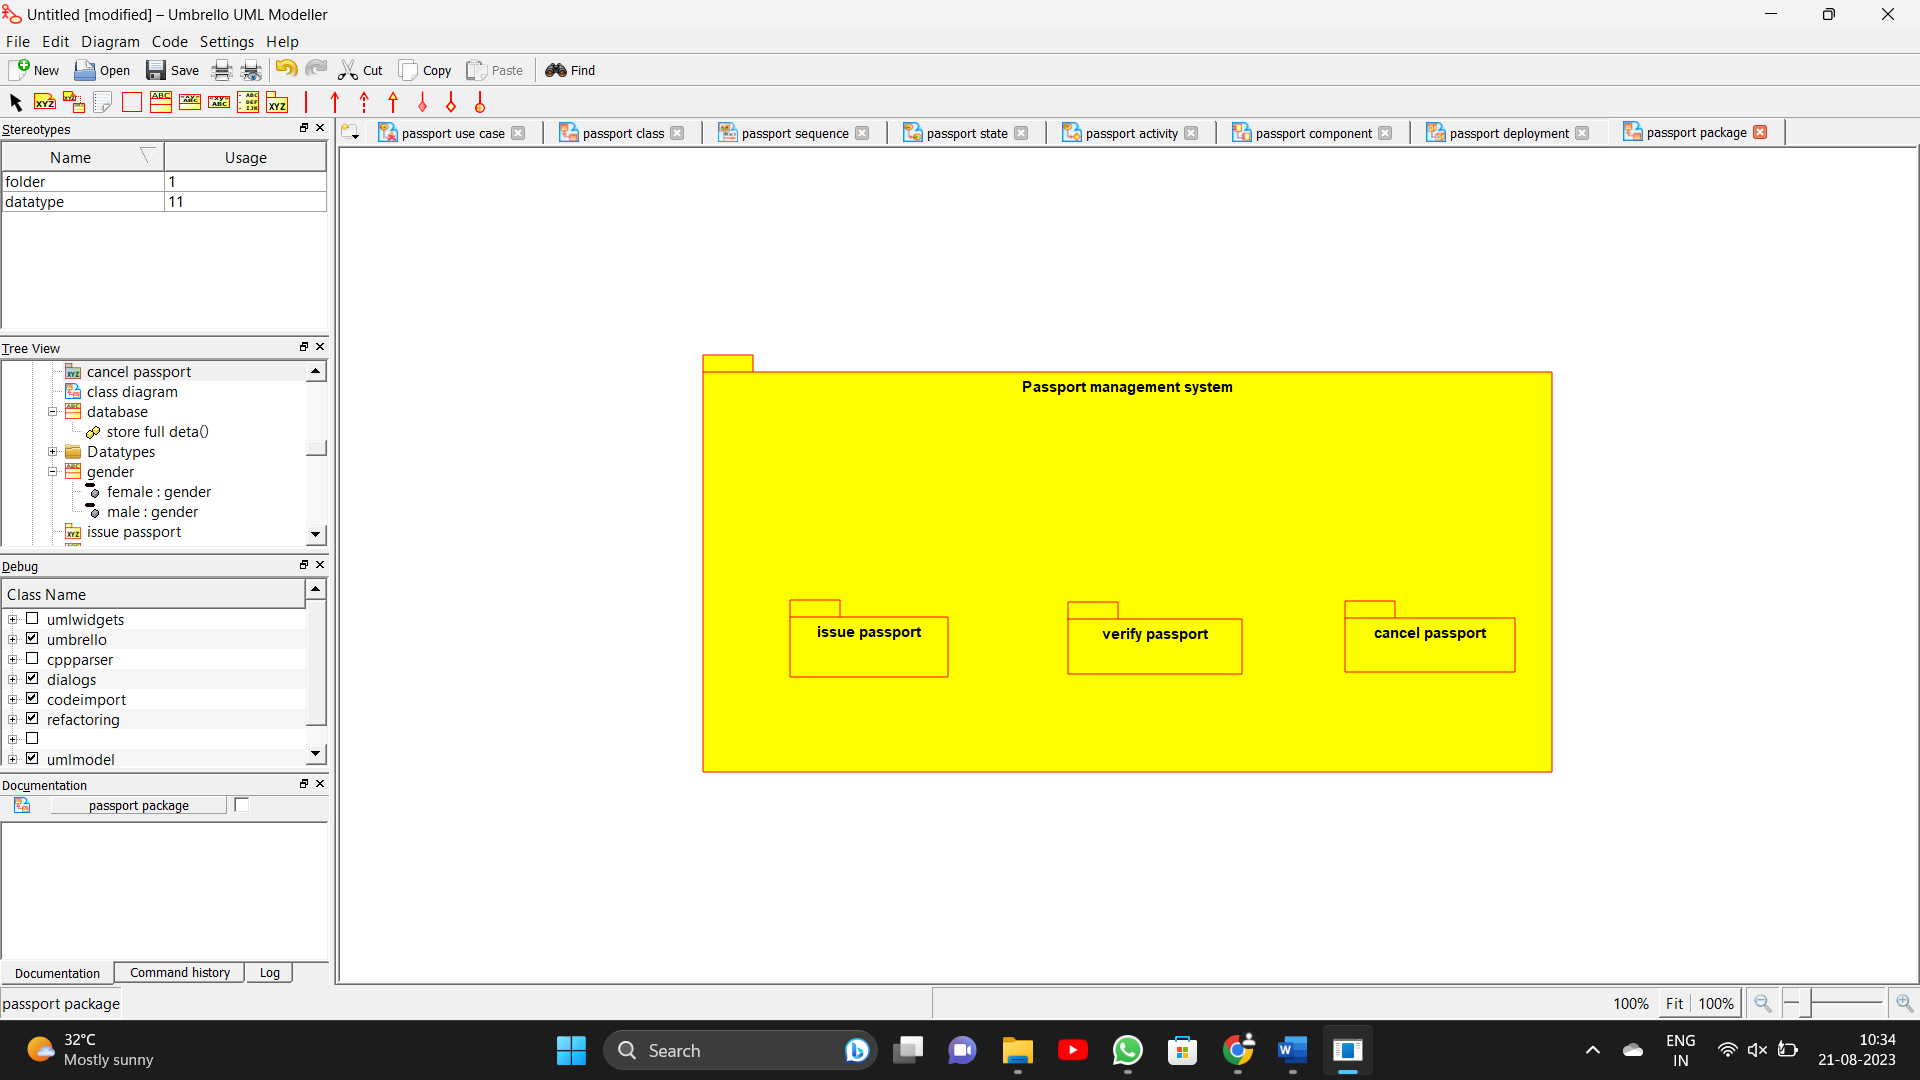 Untitled [modified] – Umbrello UML Modeller
File Edit Diagram Code Settings Help
New Open Save Cut Copy Paste Find
Stereotypes
Name Usage
folder 1
datatype 11
Tree View
cancel passport
class diagram
database
store full deta()
Datatypes
gender
female : gender
male : gender
issue passport
Debug
Class Name
umlwidgets
umbrello
cppparser
dialogs
codeimport
refactoring
umlmodel
Documentation
passport package
Documentation Command history Log
passport package
passport use case passport class passport sequence passport state passport activity passport component passport deployment passport package
Passport management system
issue passport verify passport cancel passport
100% Fit 100%
32°C
Mostly sunny
Search
ENG
IN
10:34
21-08-2023